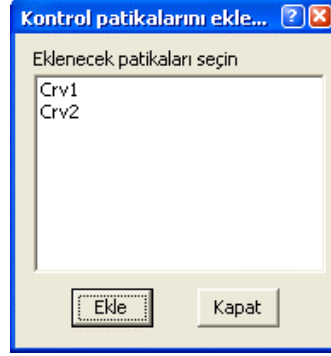 Kontrol patikalarını ekle...
Eklenecek patikaları seçin
Crv1
Crv2
Ekle
Kapat